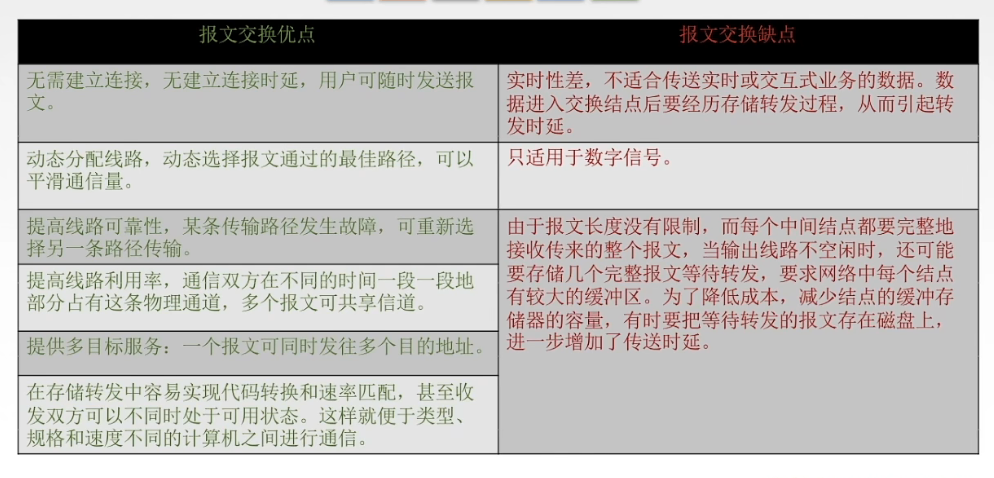 报文交换优点
报文交换缺点
无需建立连接，无建立连接时延，用户可随时发送报
文。
实时性差，不适合传送实时或交互式业务的数据。数
据进入交换结点后要经历存储转发过程，从而引起转
发时延。
动态分配线路，动态选择报文通过的最佳路径，可以
平滑通信量。
只适用于数字信号。
提高线路可靠性，某条传输路径发生故障，可重新选
择另一条路径传输。
提高线路利用率，通信双方在不同的时间一段一段地
部分占有这条物理通道，多个报文可共享信道。
提供多目标服务：一个报文可同时发往多个目的地址。
在存储转发中容易实现代码转换和速率匹配，甚至收
发双方可以不同时处于可用状态。这样就便于类型、
规格和速度不同的计算机之间进行通信。
由于报文长度没有限制，而每个中间结点都要完整地
接收传来的整个报文，当输出线路不空闲时，还可能
要存储几个完整报文等待转发，要求网络中每个结点
有较大的缓冲区。为了降低成本，减少结点的缓冲存
储器的容量，有时要把等待转发的报文存在磁盘上，
进一步增加了传送时延。